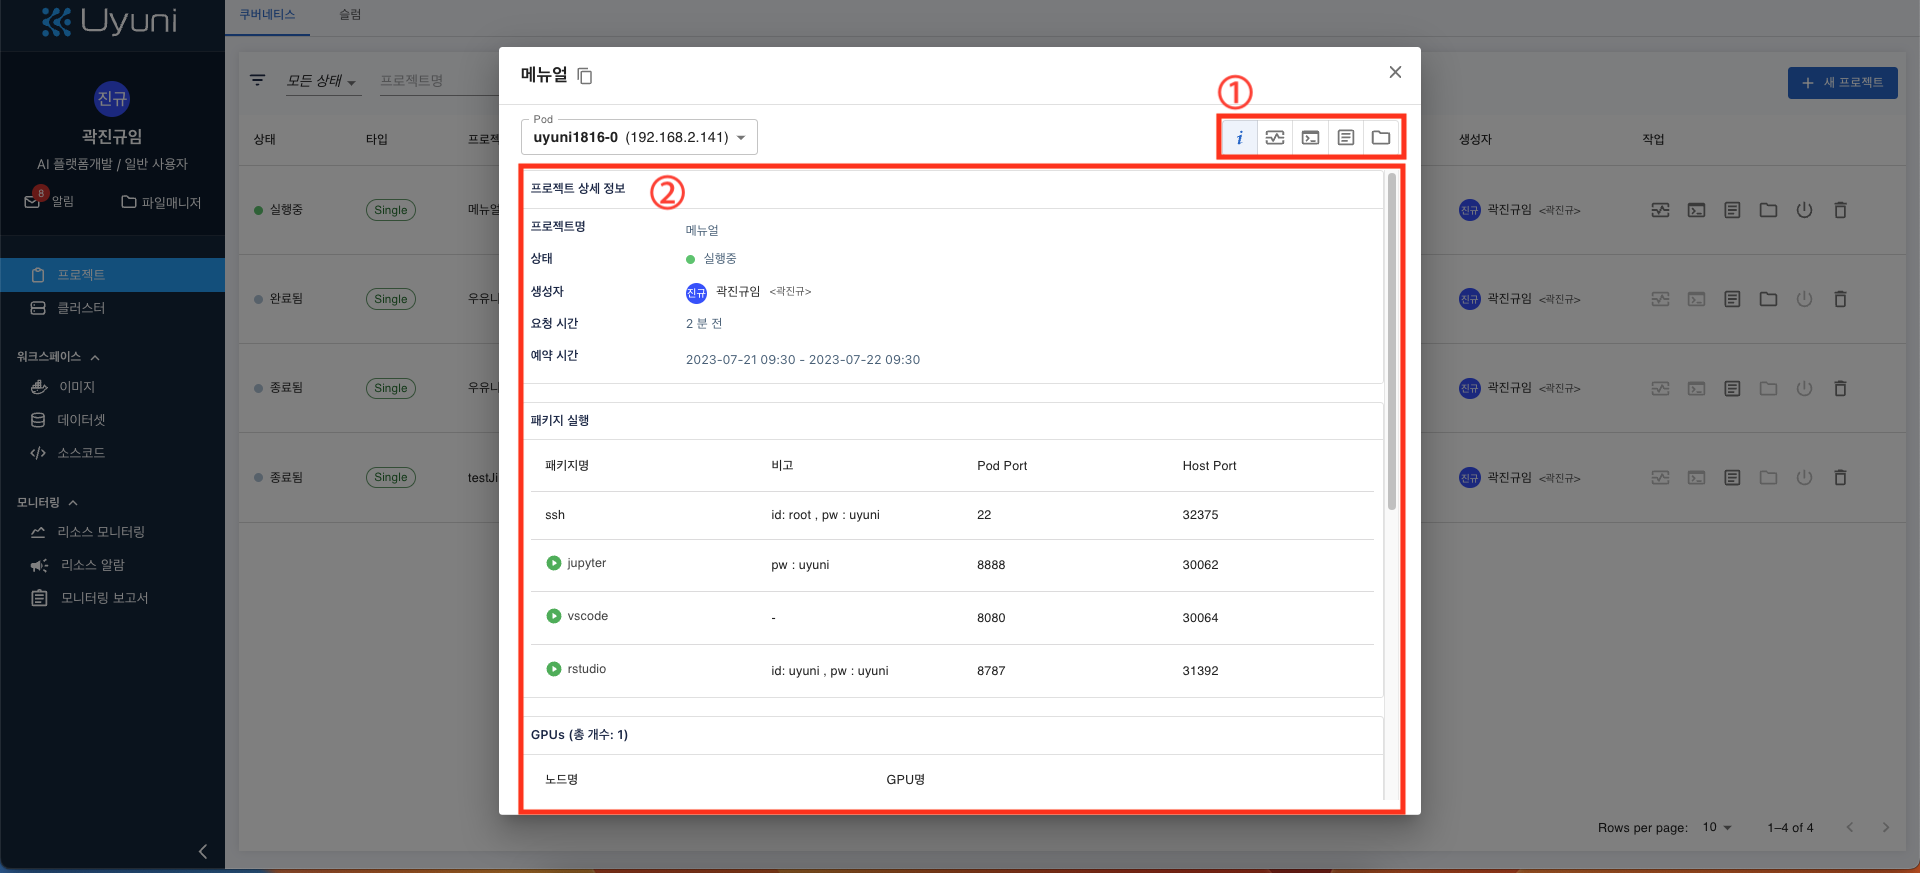 Uyuni
쿠버네티스
슬럼
진규
곽진규임
AI 플랫폼개발 / 일반 사용자
8
알림
파일매니저
프로젝트
클러스터
워크스페이스
이미지
데이터셋
소스코드
모니터링
리소스 모니터링
리소스 알람
모니터링 보고서
모든 상태
프로젝트명
+ 새 프로젝트
상태 타입 프로젝 생성자 작업
실행중 Single 메뉴얼 진규 곽진규임 <곽진규>
완료됨 Single 우유니 진규 곽진규임 <곽진규>
종료됨 Single 우유니 진규 곽진규임 <곽진규>
종료됨 Single testJi 진규 곽진규임 <곽진규>
Rows per page: 10 1–4 of 4
메뉴얼
①
Pod
uyuni1816-0 (192.168.2.141)
i
프로젝트 상세 정보
②
프로젝트명 메뉴얼
상태 실행중
생성자 진규 곽진규임 <곽진규>
요청 시간 2 분 전
예약 시간 2023-07-21 09:30 - 2023-07-22 09:30
패키지 실행
패키지명 비고 Pod Port Host Port
ssh id: root , pw : uyuni 22 32375
jupyter pw : uyuni 8888 30062
vscode - 8080 30064
rstudio id: uyuni , pw : uyuni 8787 31392
GPUs (총 개수: 1)
노드명 GPU명